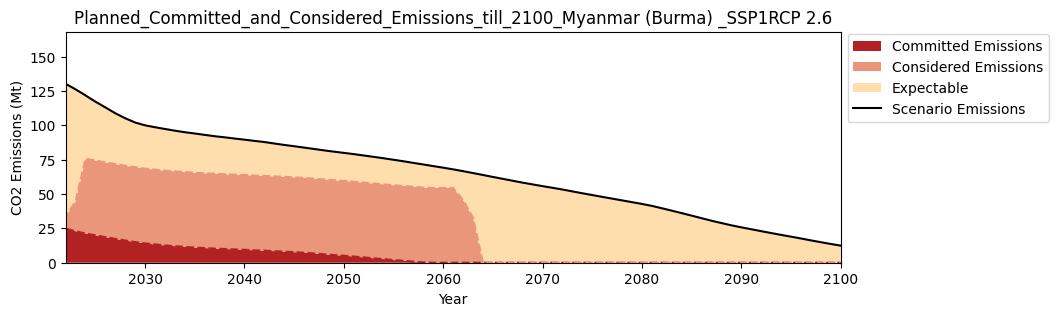 Planned_Committed_and_Considered_Emissions_till_2100_Myanmar (Burma) _SSP1RCP 2.6
CO2 Emissions (Mt)
150
125
100
75
50
25
0
2030 2040 2050 2060 2070 2080 2090 2100
Year
Committed Emissions
Considered Emissions
Expectable
Scenario Emissions